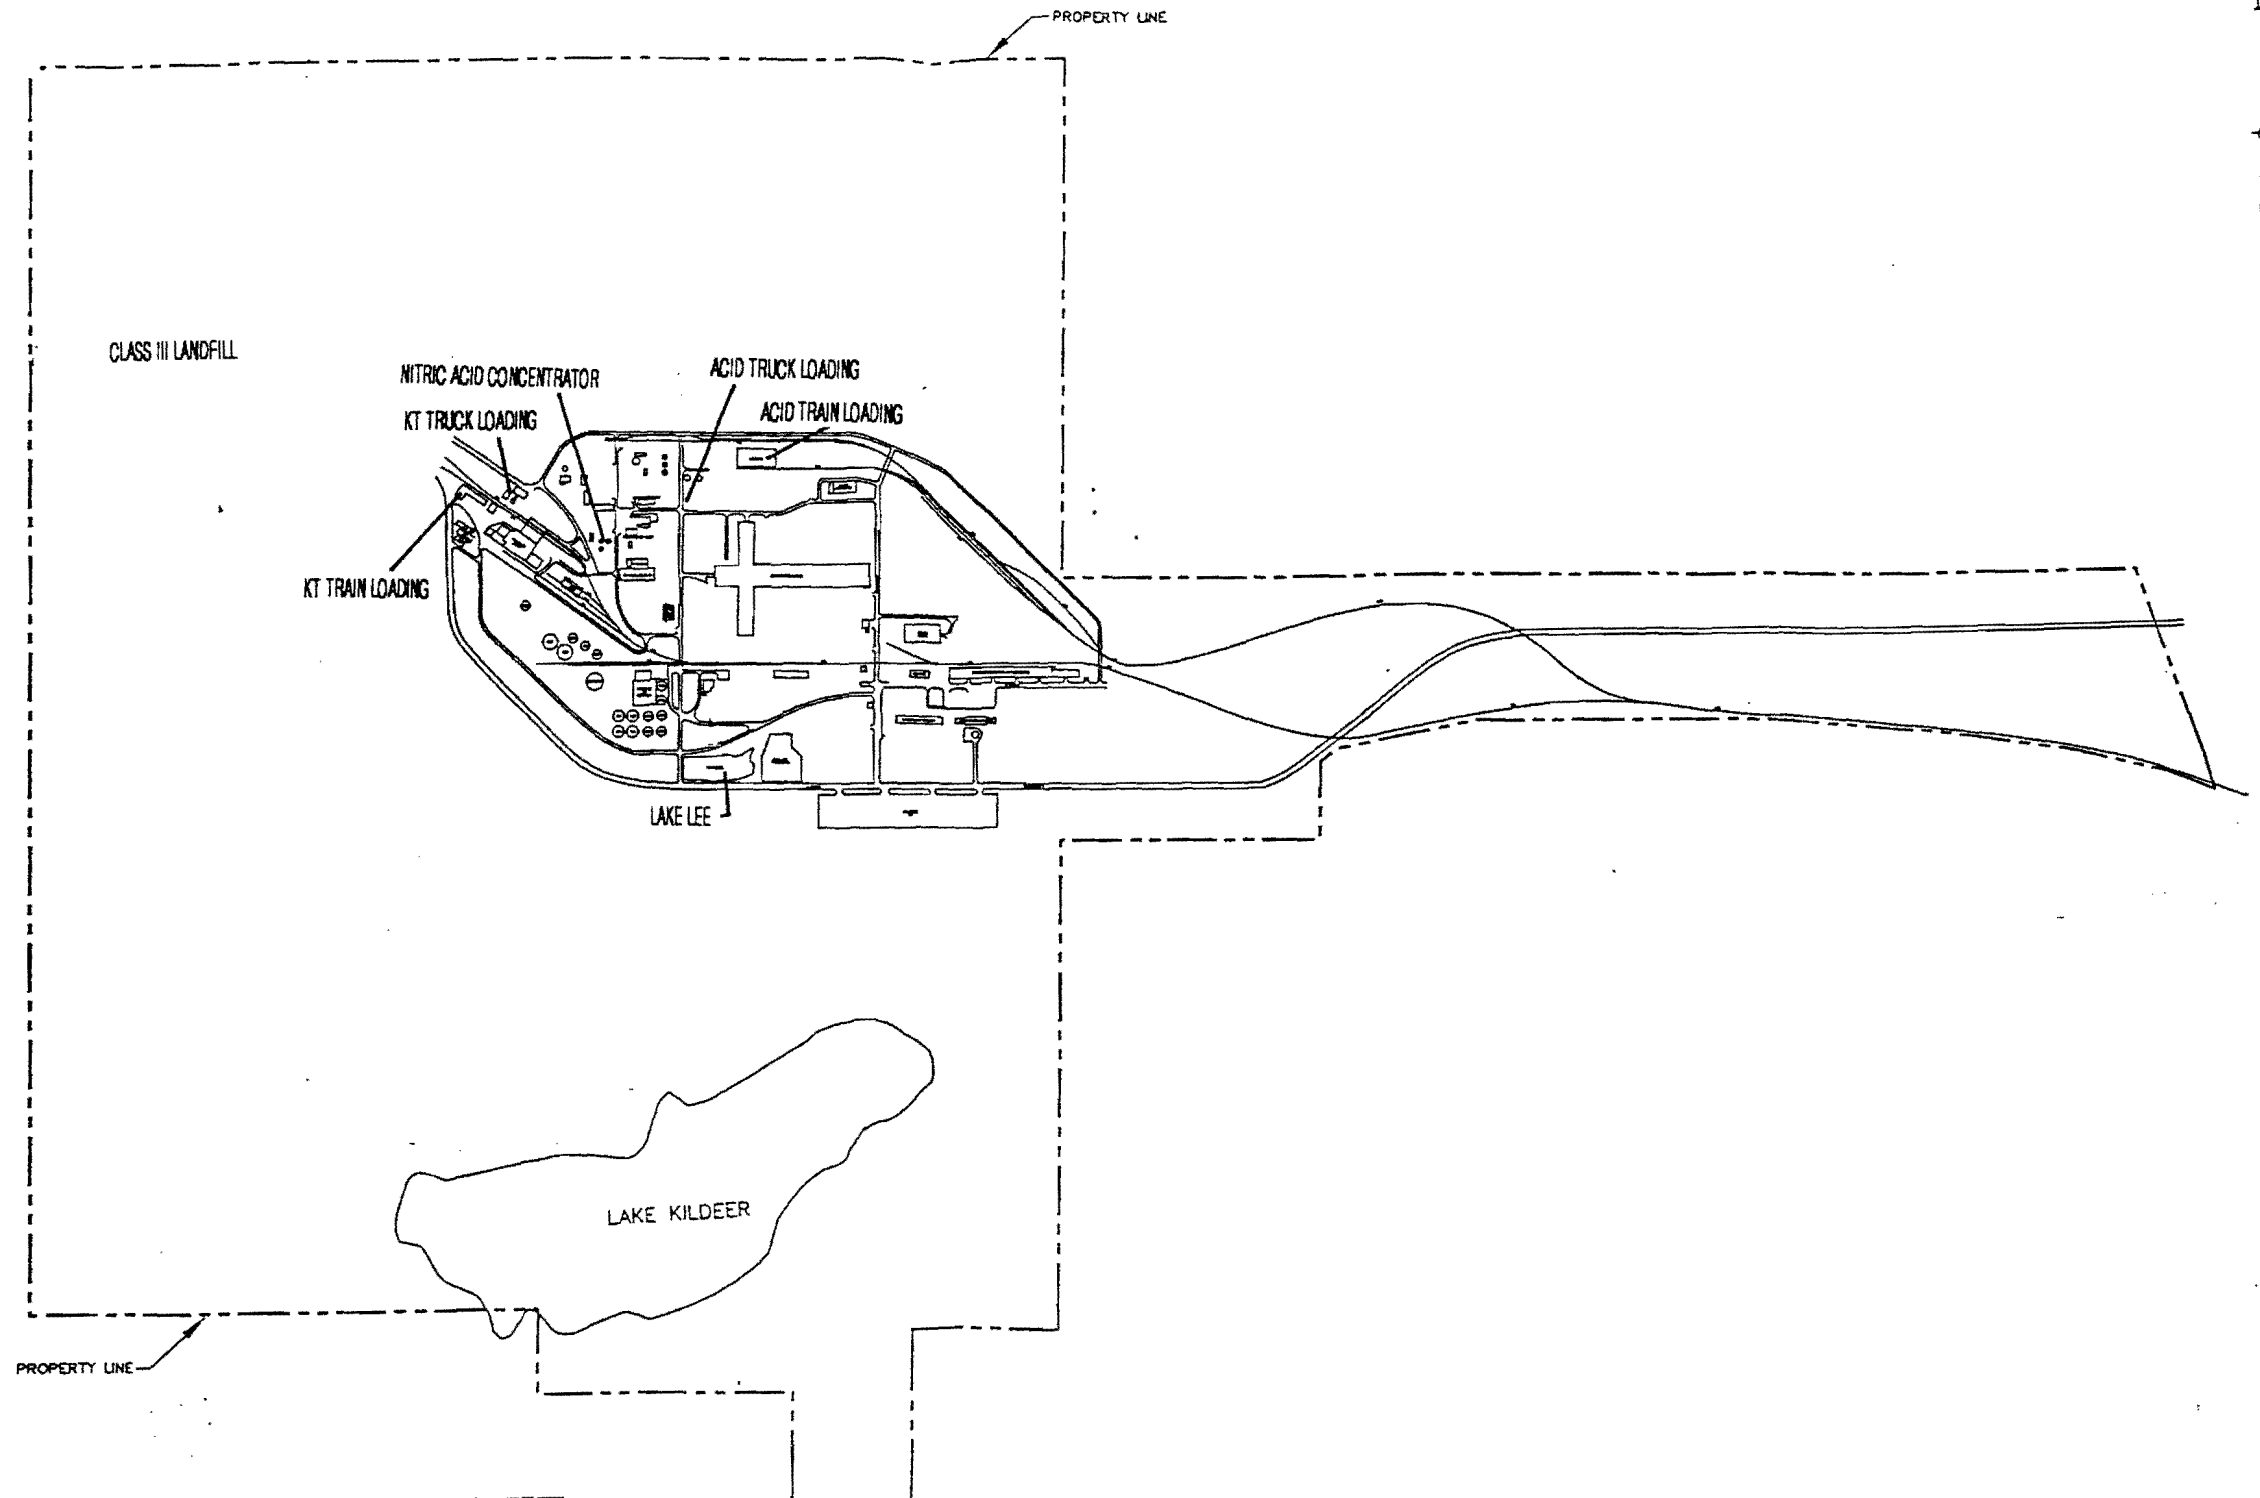 PROPERTY LINE
CLASS III LANDFILL
NITRIC ACID CONCENTRATOR
ACID TRUCK LOADING
KT TRUCK LOADING
ACID TRAIN LOADING
KT TRAIN LOADING
LAKE LEE
LAKE KILDEER
PROPERTY LINE